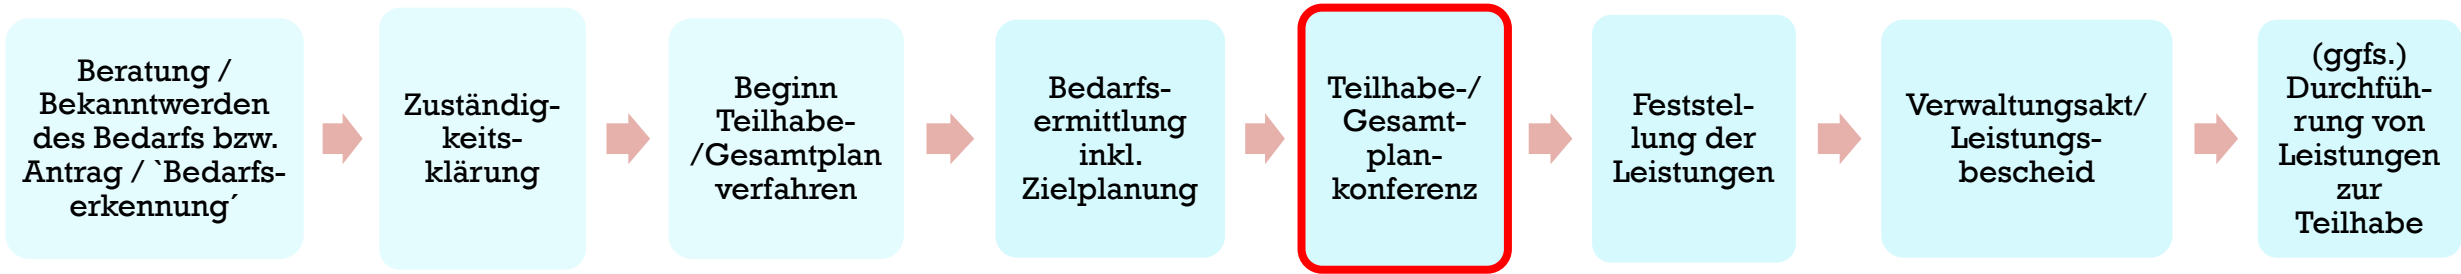 Beratung /
Bekanntwerden
des Bedarfs bzw.
Antrag / `Bedarfs-
erkennung´
Zuständig-
keits-
klärung
Beginn
Teilhabe-
/Gesamtplan
verfahren
Bedarfs-
ermittlung
inkl.
Zielplanung
Teilhabe-/
Gesamt-
plan-
konferenz
Feststel-
lung der
Leistungen
Verwaltungsakt/
Leistungs-
bescheid
(ggfs.)
Durchfüh-
rung von
Leistungen
zur
Teilhabe